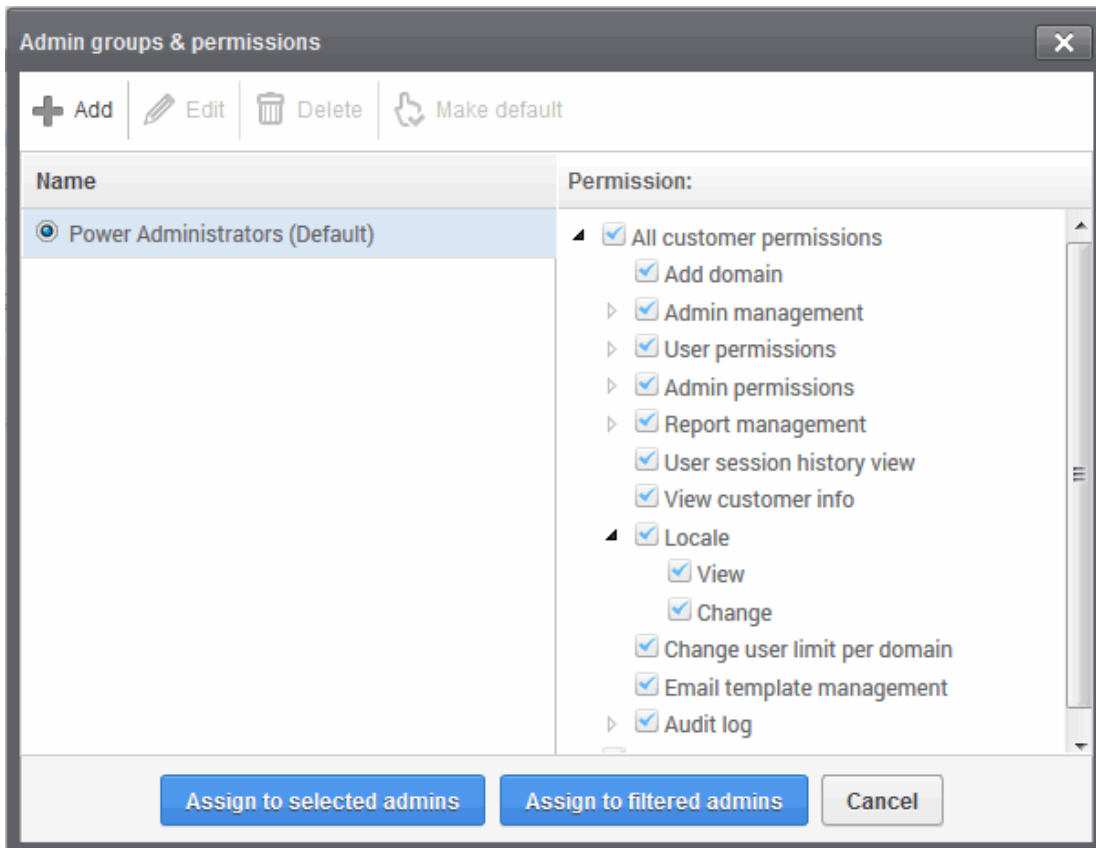 Admin groups & permissions
Add Edit Delete Make default
Name Permission:
Power Administrators (Default)
All customer permissions
Add domain
Admin management
User permissions
Admin permissions
Report management
User session history view
View customer info
Locale
View
Change
Change user limit per domain
Email template management
Audit log
Assign to selected admins Assign to filtered admins Cancel